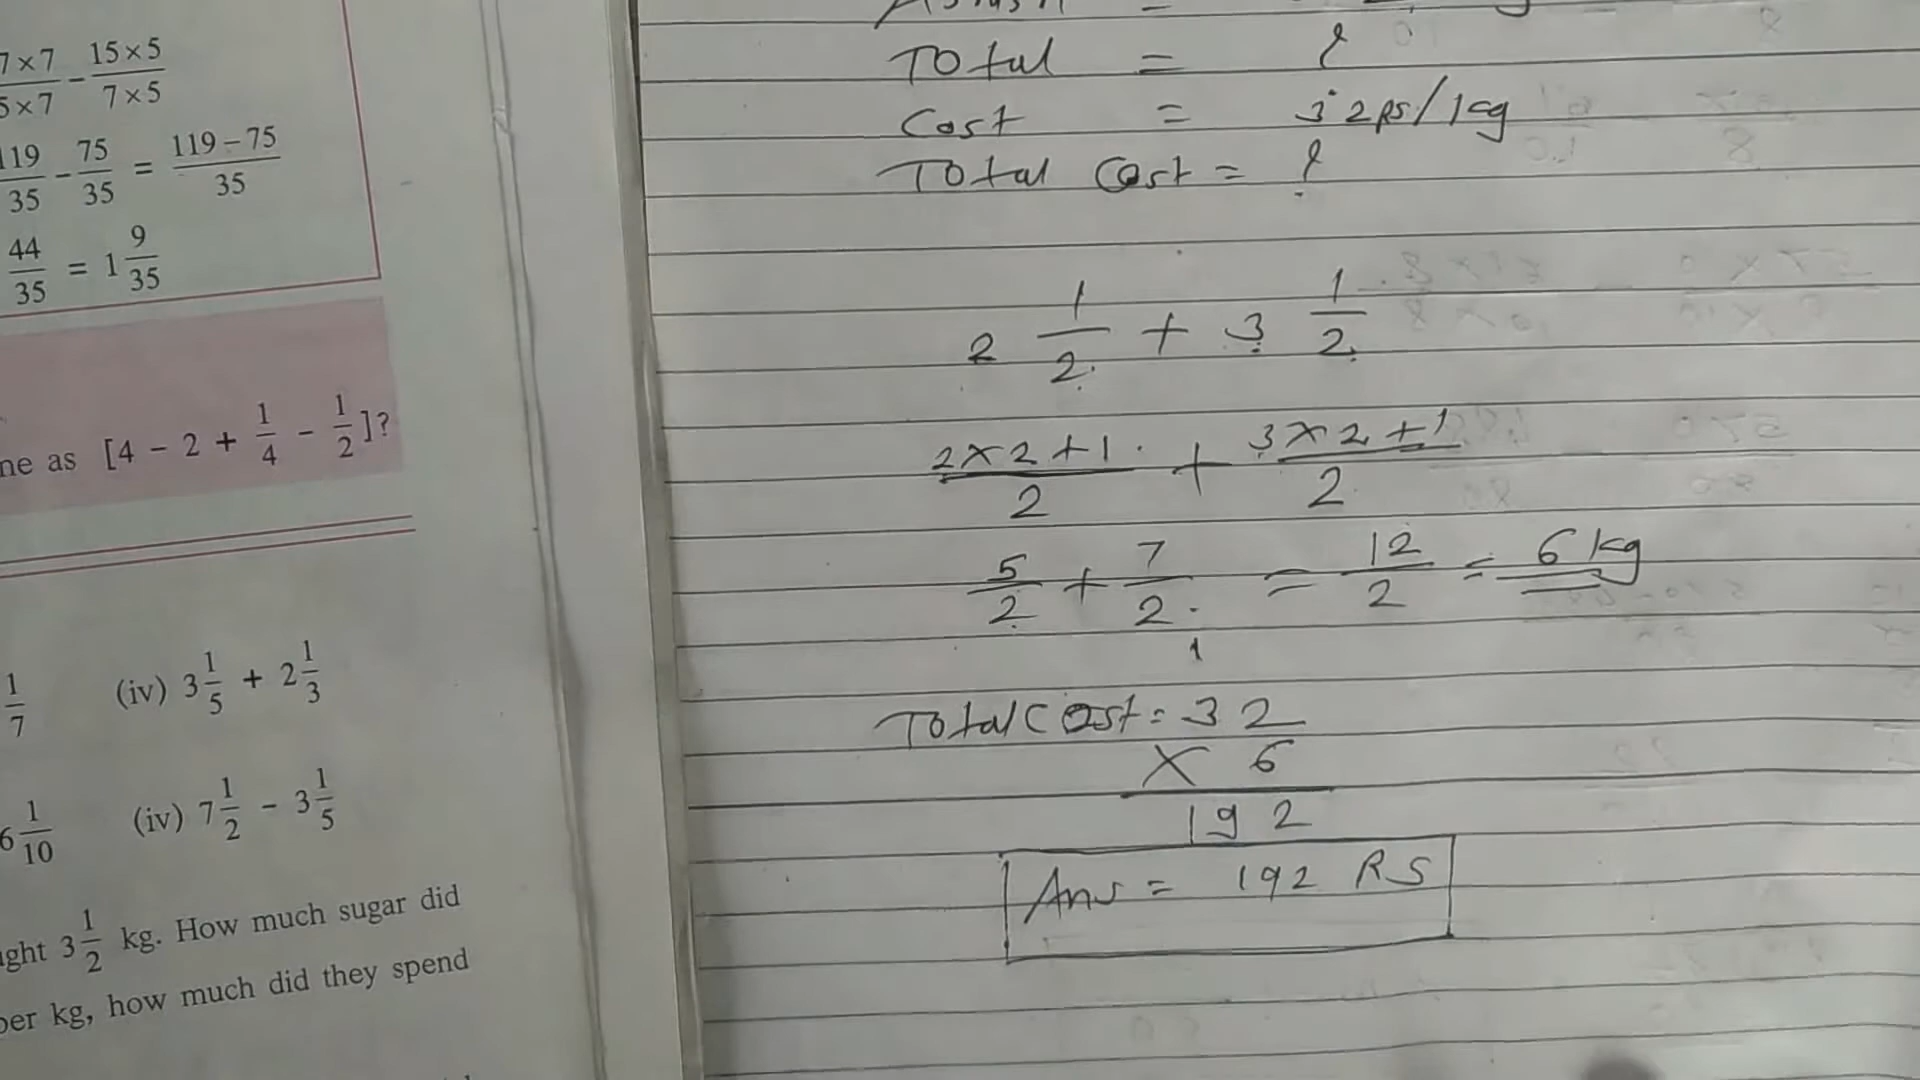 7×7/5×7 - 15×5/7×5
119/35 - 75/35 = 119 – 75/35
44/35 = 1 9/35
as [4 – 2 + 1/4 – 1/2]?
1/7 (iv) 3 1/5 + 2 1/3
6 1/10 (iv) 7 1/2 – 3 1/5
3 1/2 kg. How much sugar did
per kg, how much did they spend
Total = ?
Cost = 32 Rs/1kg
Total Cost = ?
2 1/2 + 3 1/2
2×2+1/2 + 3×2+1/2
5/2 + 7/2 = 12/2 = 6 kg
Total Cost = 32
× 6
192
Ans = 192 RS